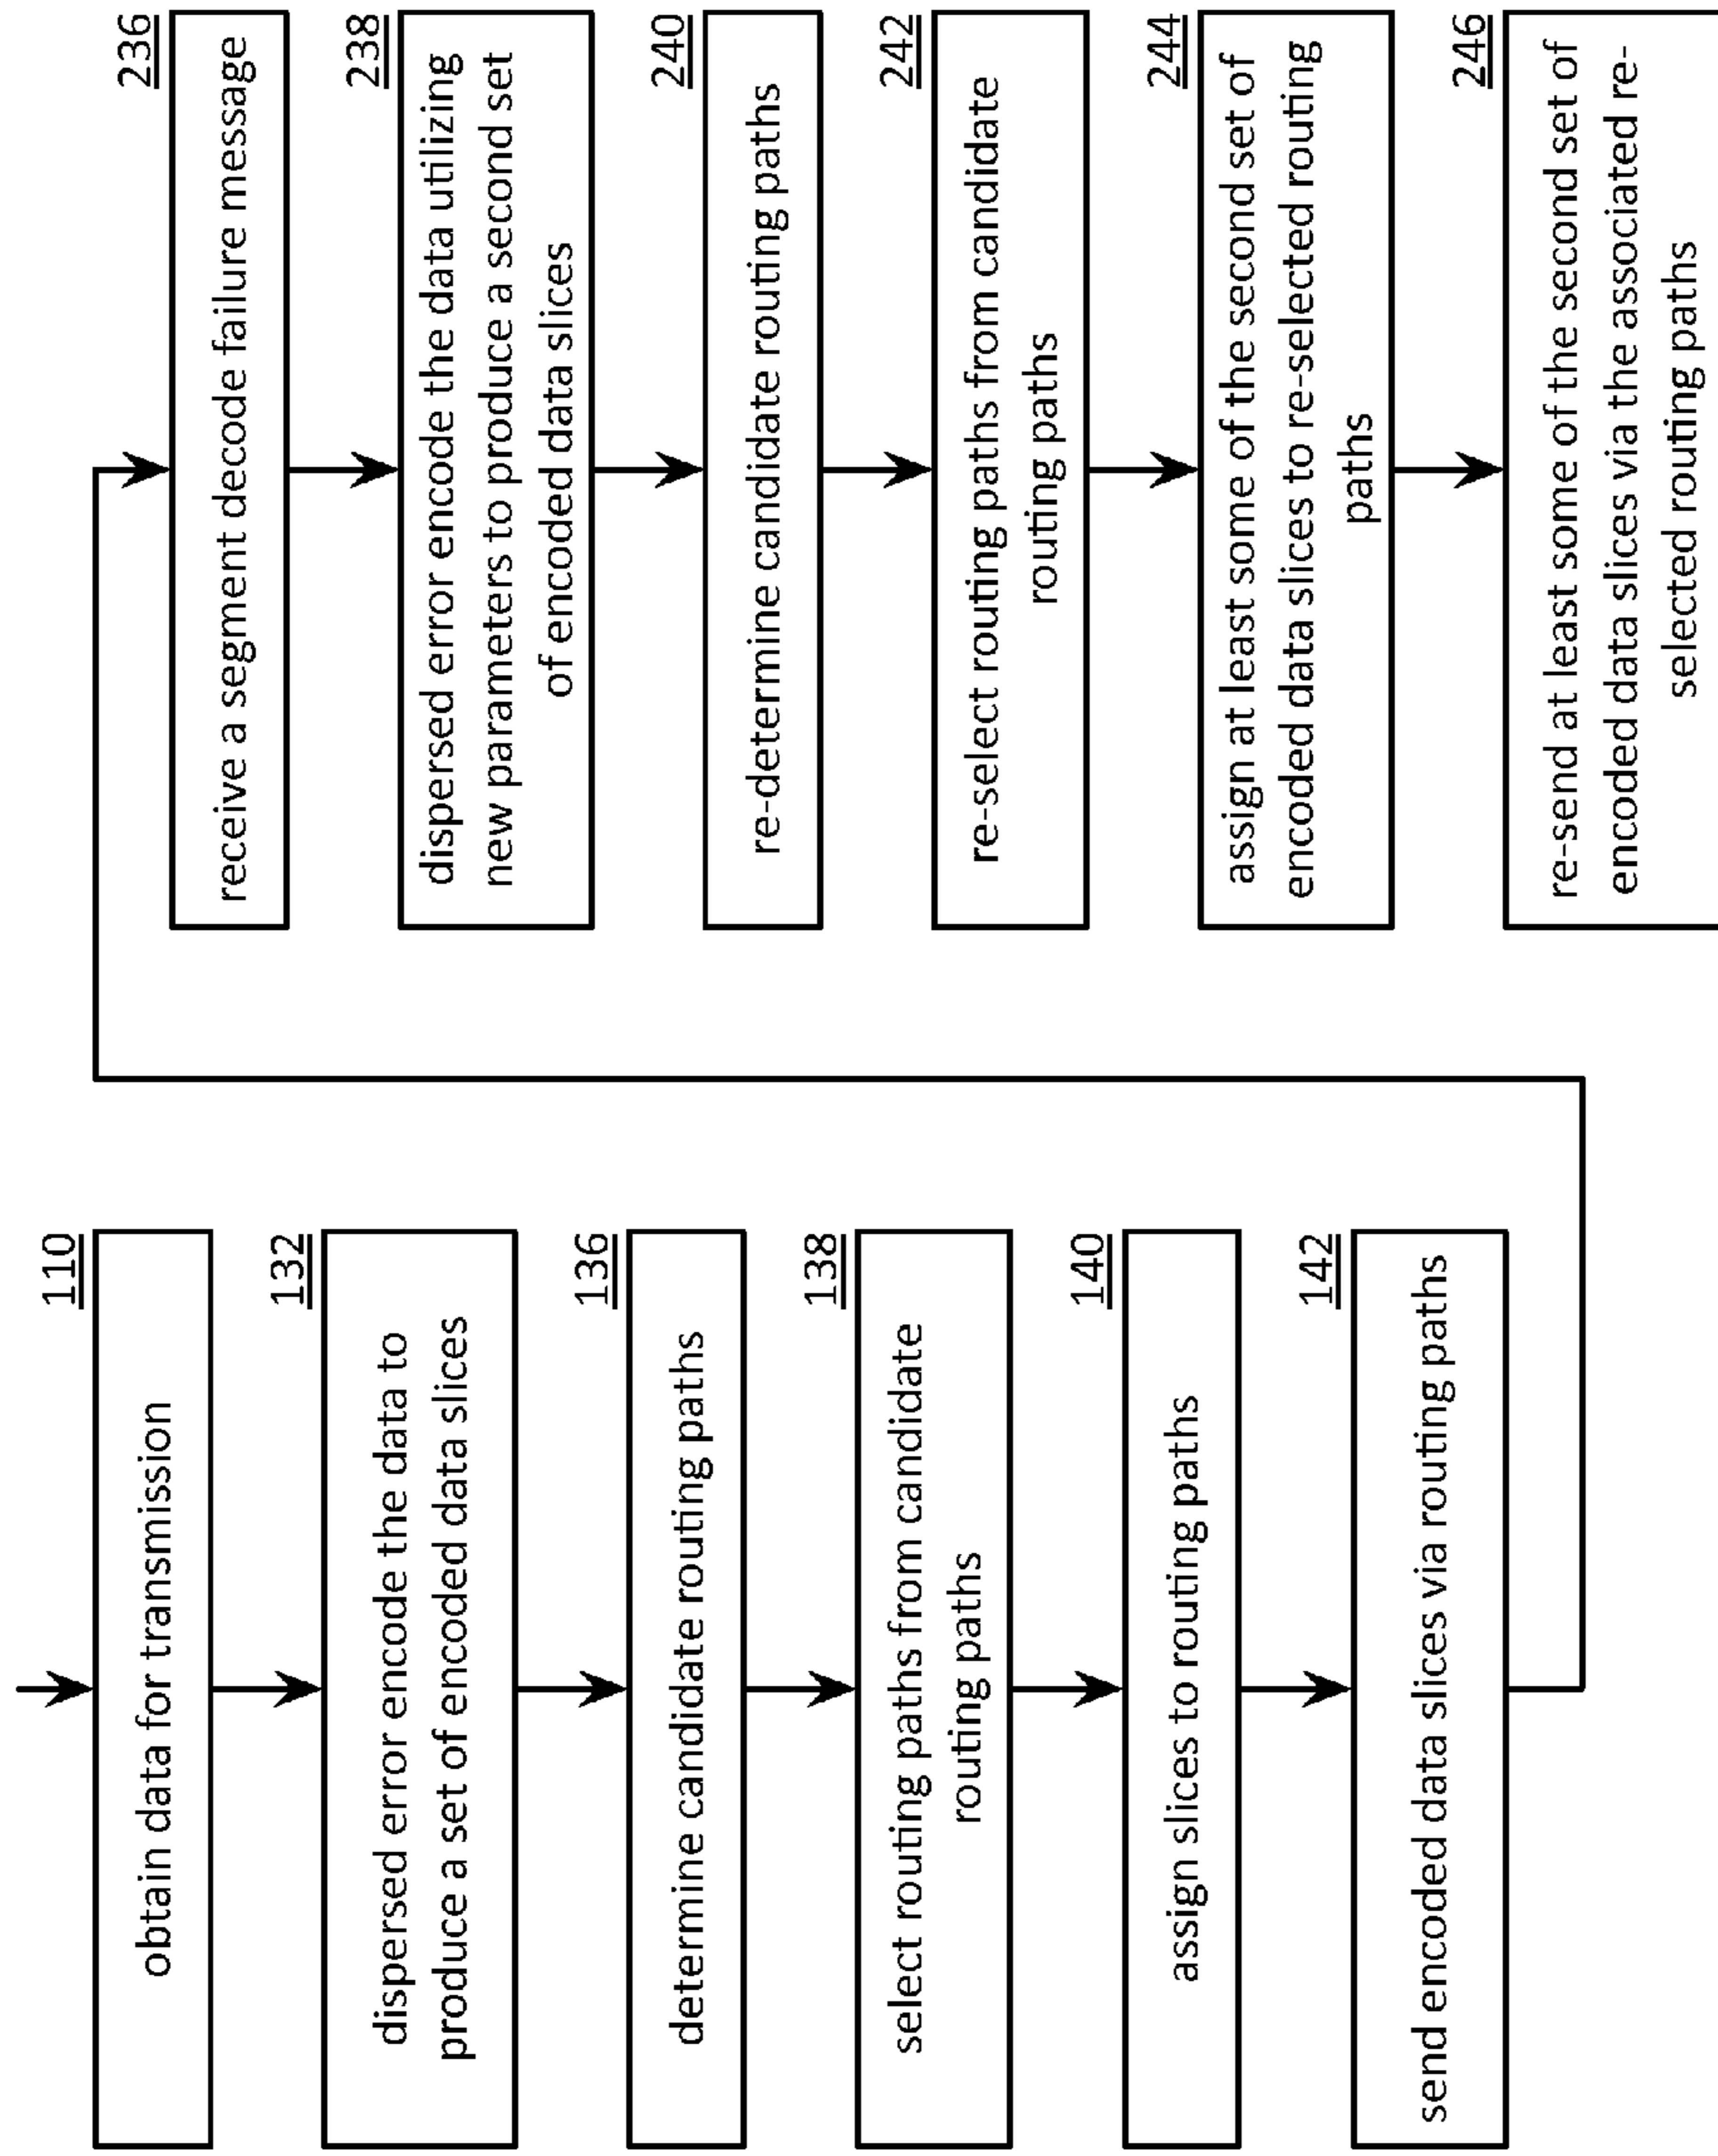 110
obtain data for transmission
132
dispersed error encode the data to
produce a set of encoded data slices
136
determine candidate routing paths
138
select routing paths from candidate
routing paths
140
assign slices to routing paths
142
send encoded data slices via routing paths
236
receive a segment decode failure message
238
dispersed error encode the data utilizing
new parameters to produce a second set
of encoded data slices
240
re-determine candidate routing paths
242
re-select routing paths from candidate
routing paths
244
assign at least some of the second set of
encoded data slices to re-selected routing
paths
246
re-send at least some of the second set of
encoded data slices via the associated re-
selected routing paths